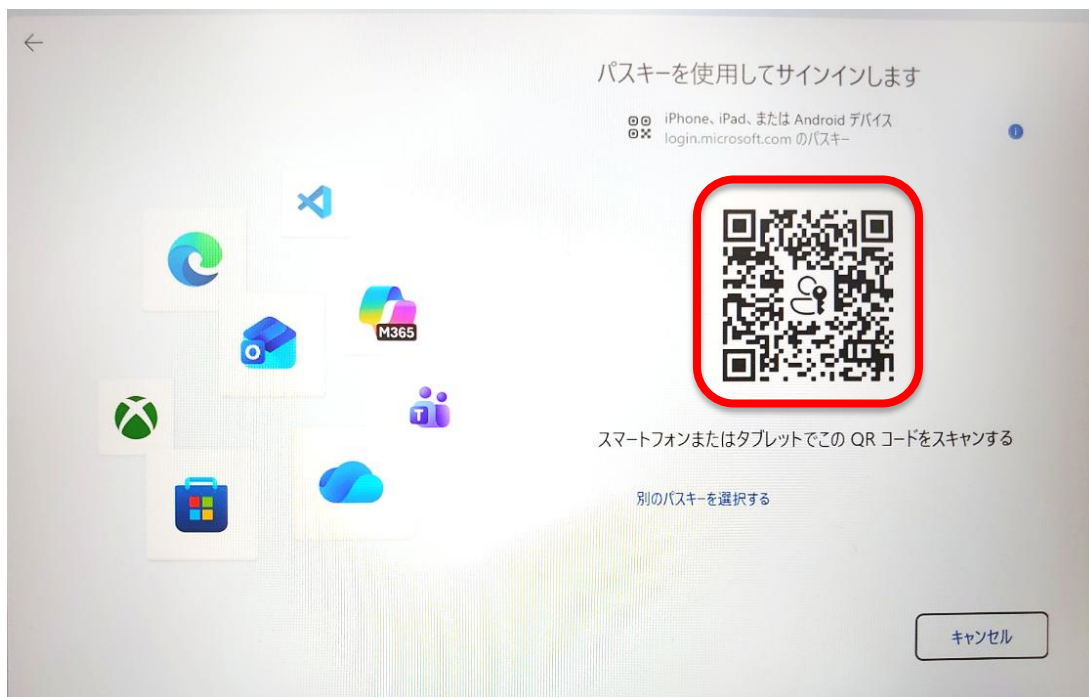 パスキーを使用してサインインします
iPhone、iPad、または Android デバイス
login.microsoft.com のパスキー
M365
O
T
スマートフォンまたはタブレットでこの QR コードをスキャンする
別のパスキーを選択する
キャンセル